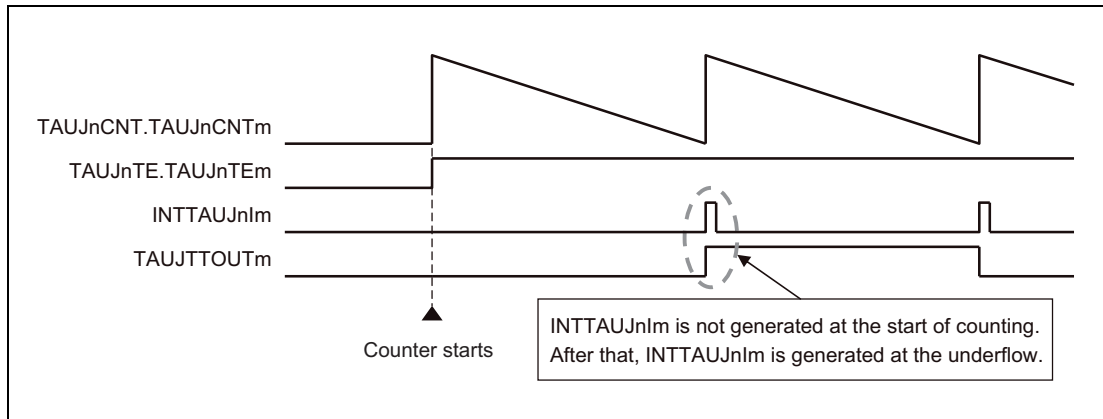 TAUJnCNT.TAUJnCNTm
TAUJnTE.TAUJnTEm
INTTAUJnIm
TAUJTTOUTm
Counter starts
INTTAUJnIm is not generated at the start of counting.
After that, INTTAUJnIm is generated at the underflow.